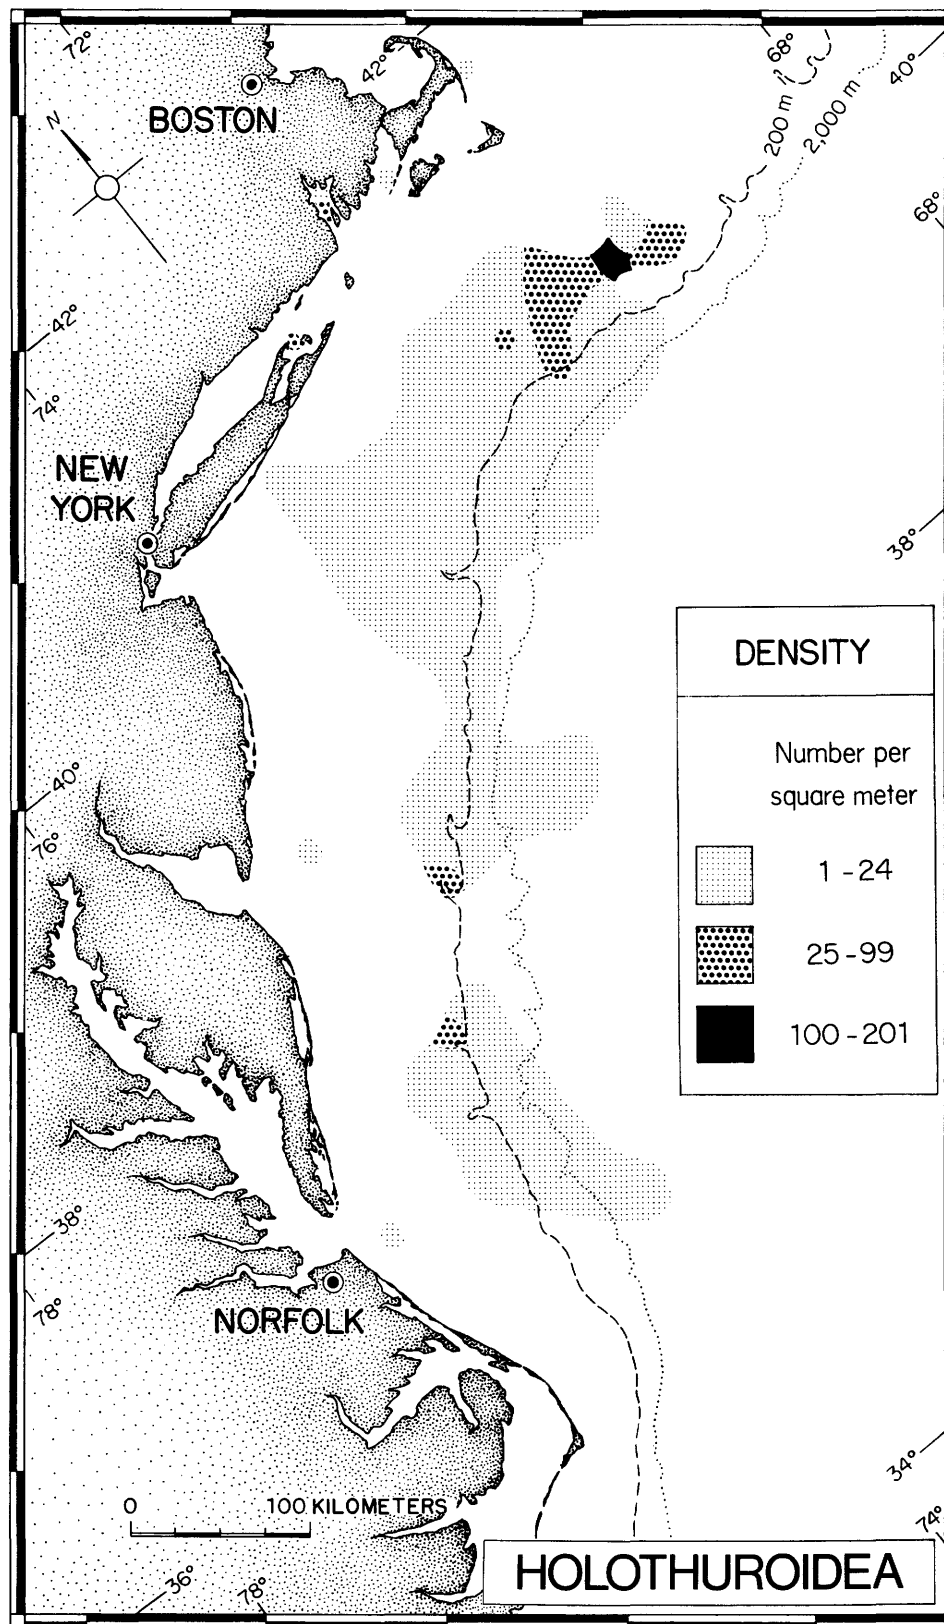 72°
42°
68°
40°
BOSTON
200 m
2,000 m
N
68°
42°
74°
NEW
YORK
38°
DENSITY
Number per
square meter
1-24
25-99
100-201
40°
76°
38°
78°
NORFOLK
34°
74°
0 100 KILOMETERS
36°
78°
HOLOTHUROIDEA